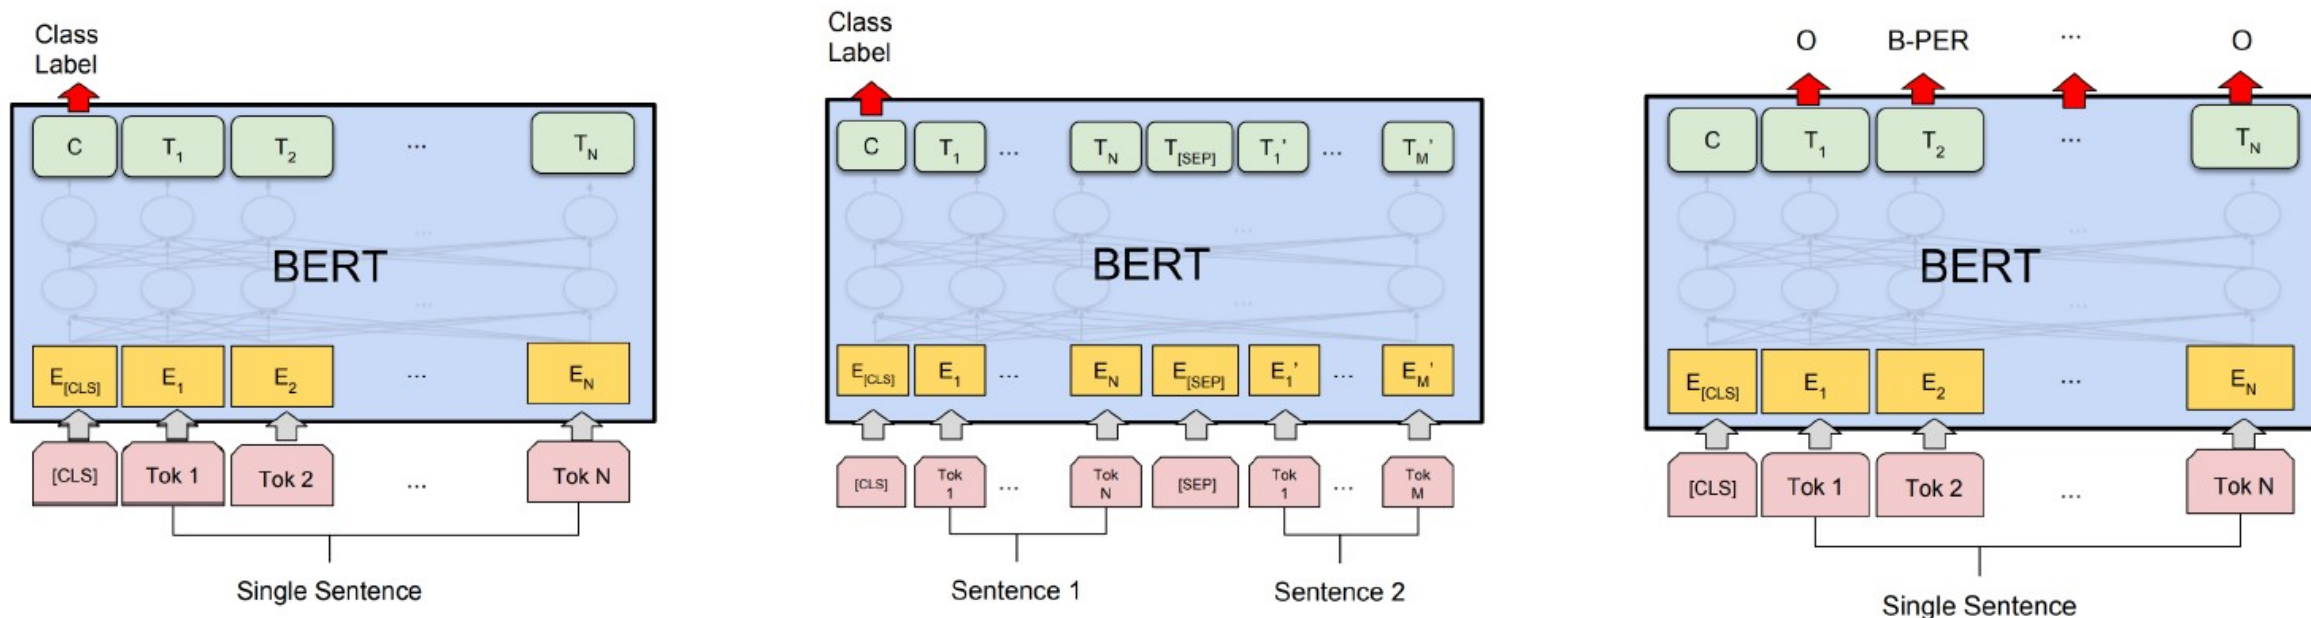 Class
Label
C T1 T2 ... TN
...
BERT
...
E[CLS] E1 E2 ... EN
[CLS] Tok 1 Tok 2 ... Tok N
Single Sentence
Class
Label
C T1 ... TN T[SEP] T1' ... TM'
...
BERT
...
E[CLS] E1 ... EN E[SEP] E1' ... EM'
[CLS] Tok 1 ... Tok N [SEP] Tok 1 ... Tok M
Sentence 1 Sentence 2
O B-PER ... O
C T1 T2 ... TN
...
BERT
...
E[CLS] E1 E2 ... EN
[CLS] Tok 1 Tok 2 ... Tok N
Single Sentence